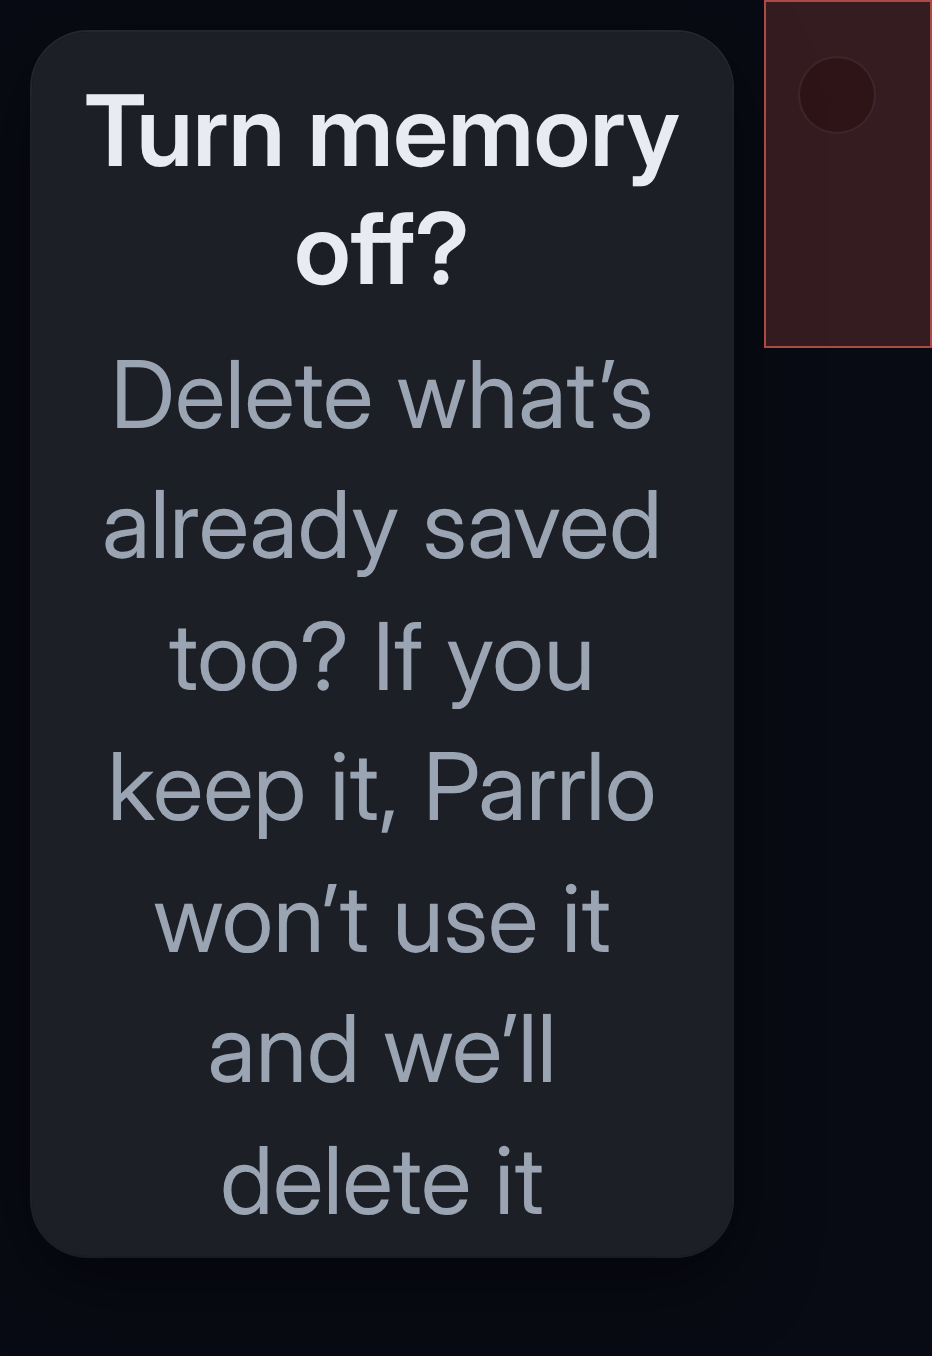 Turn memory
off?
Delete what’s
already saved
too? If you
keep it, Parrlo
won’t use it
and we’ll
delete it